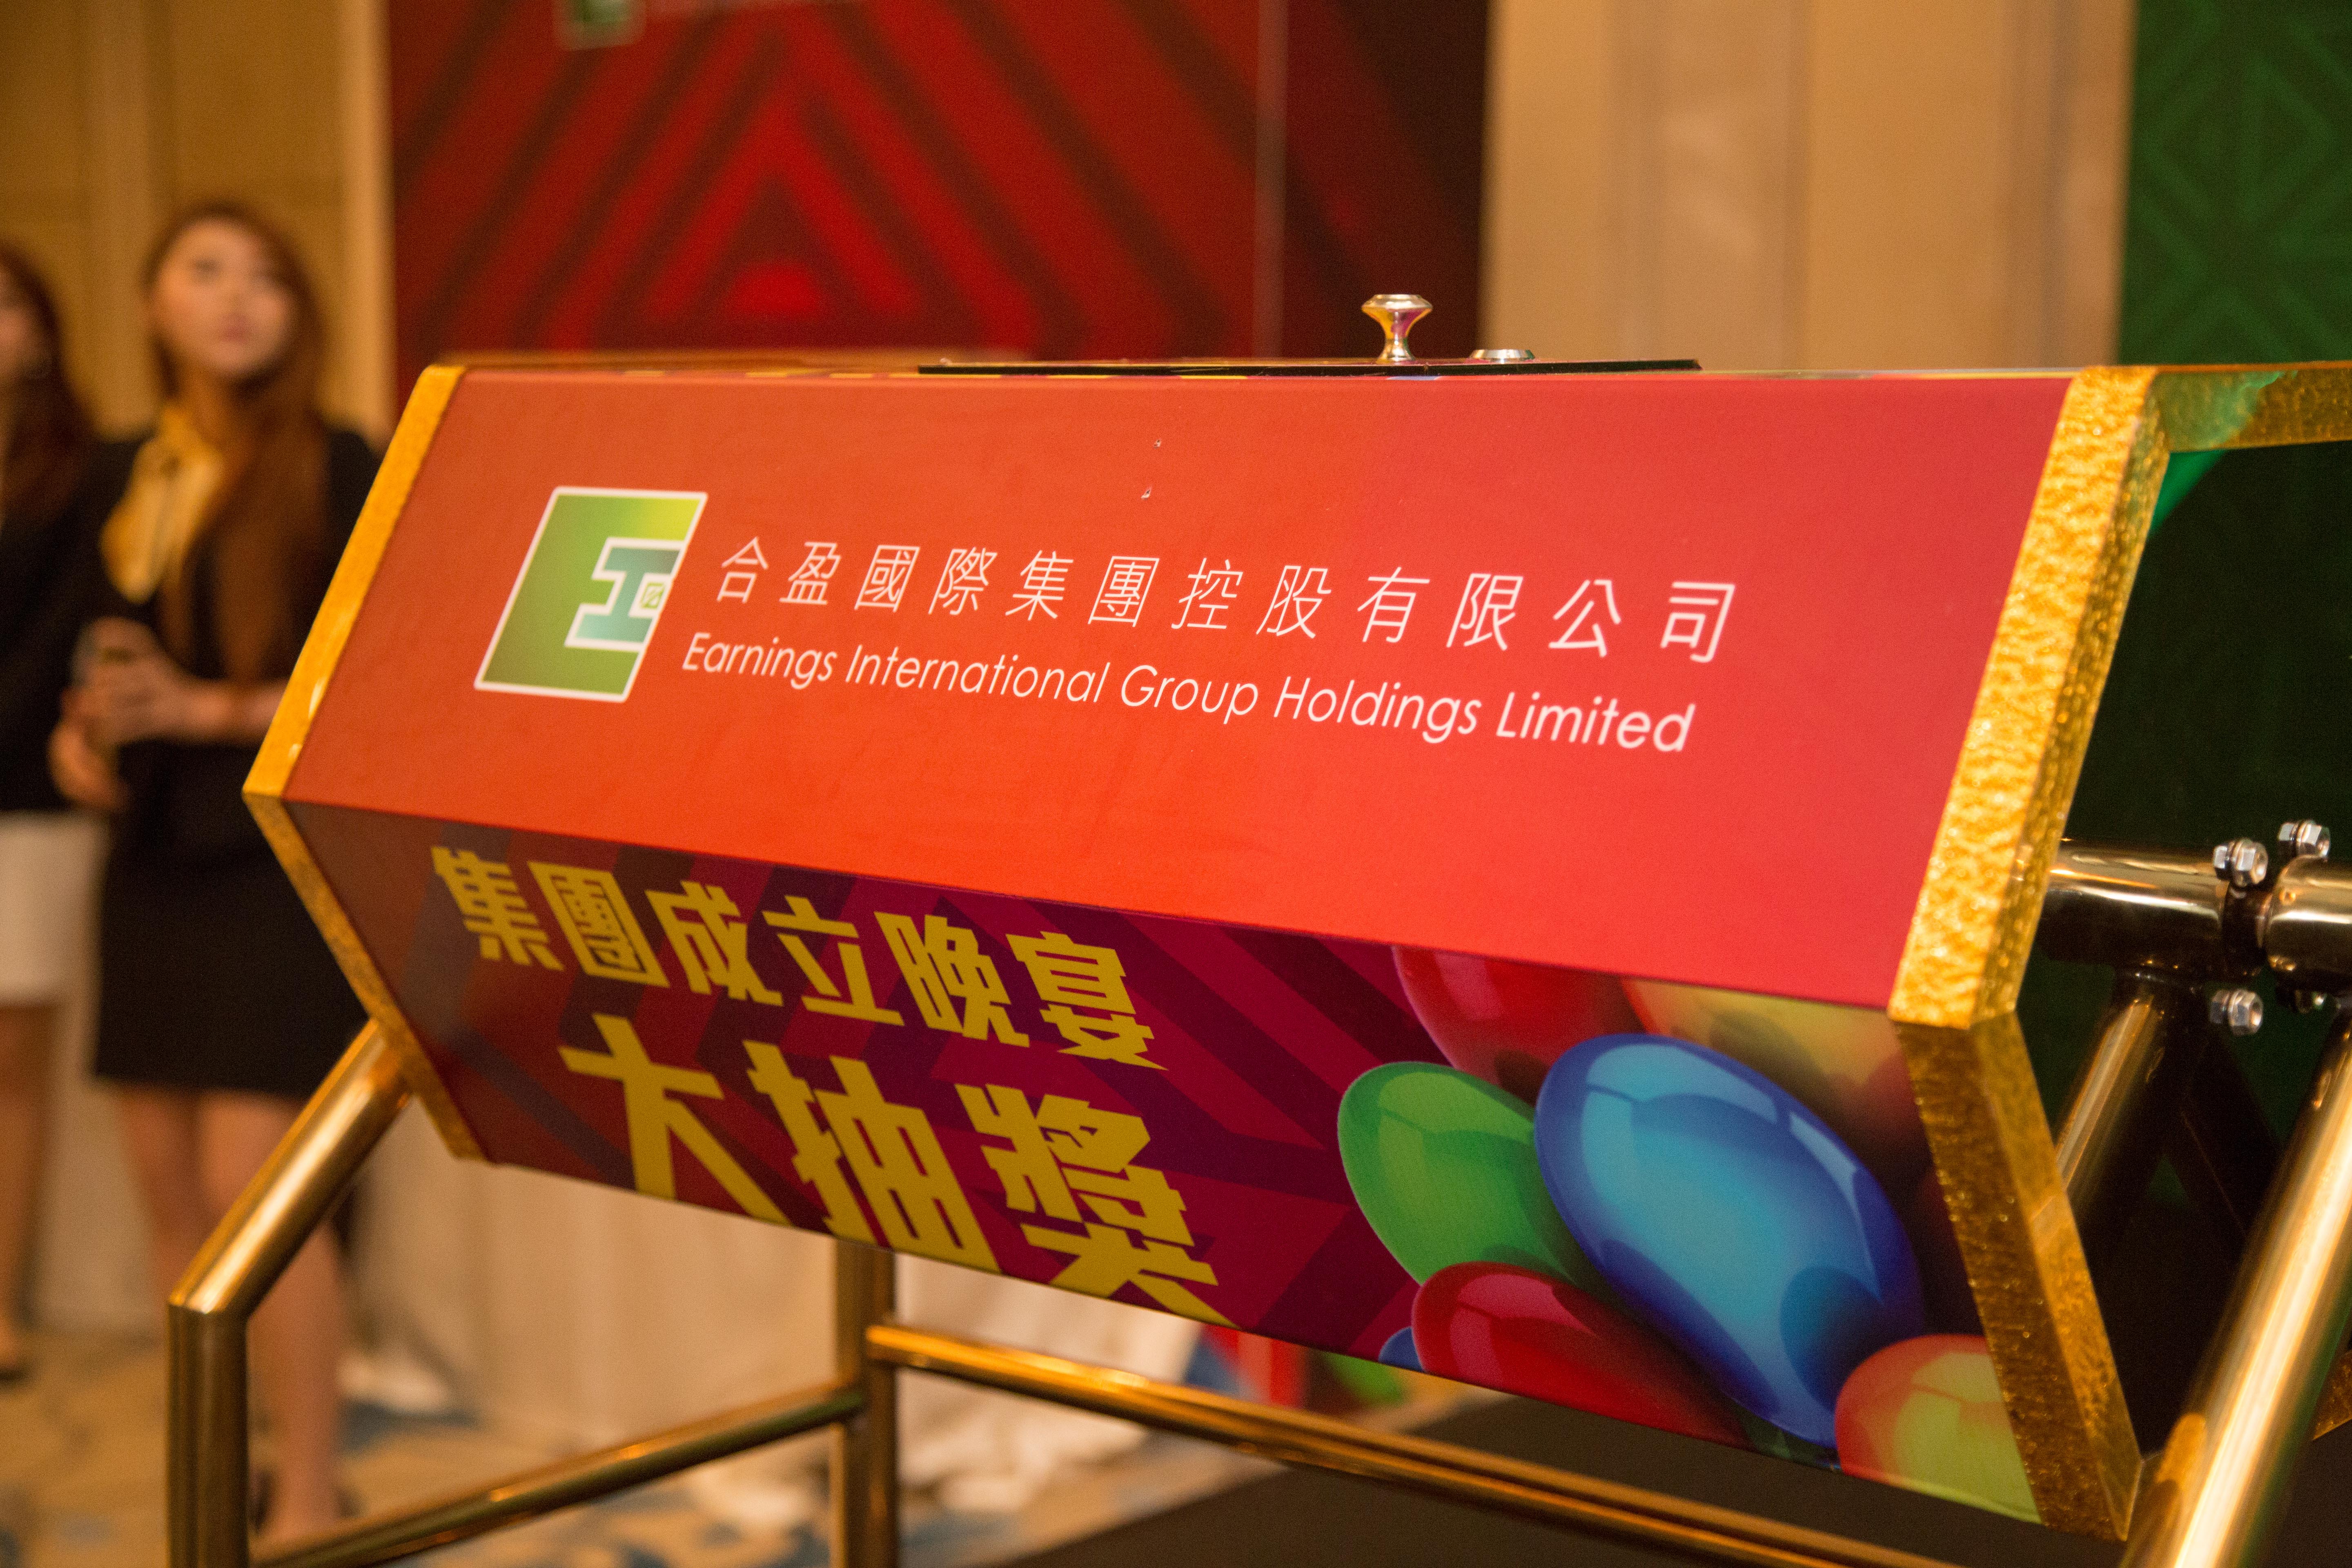 合盈國際集團控股有限公司
Earnings International Group Holdings Limited
集團成立晚宴
大抽獎